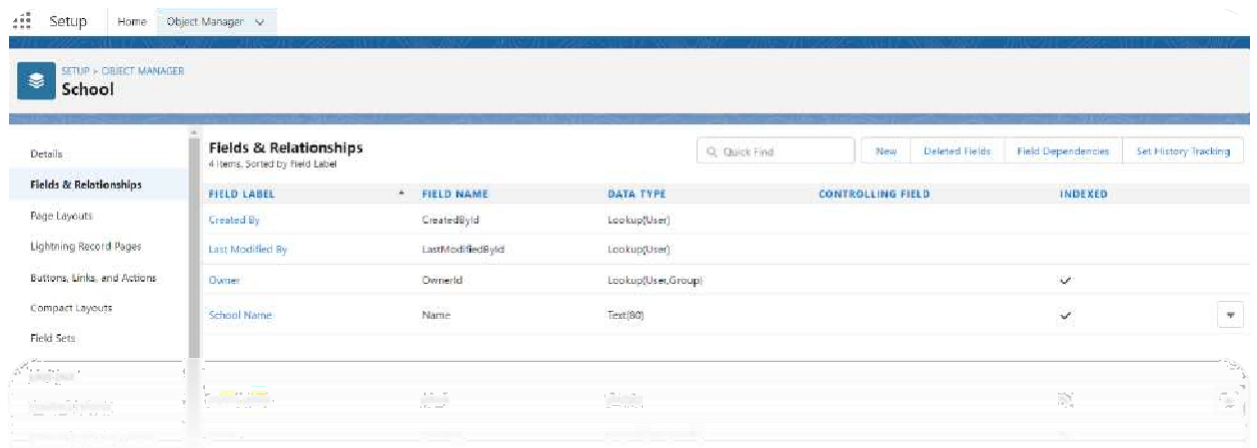 Setup Home Object Manager
SETUP > OBJECT MANAGER
School
Details
Fields & Relationships
Page Layouts
Lightning Record Pages
Buttons, Links, and Actions
Compact Layouts
Field Sets
Fields & Relationships
4 Items, Sorted by Field Label
Quick Find
New Deleted Fields Field Dependencies Set History Tracking
FIELD LABEL FIELD NAME DATA TYPE CONTROLLING FIELD INDEXED
Created By CreatedById Lookup(User)
Last Modified By LastModifiedById Lookup(User)
Owner OwnerId Lookup(User,Group)
School Name Name Text(80)